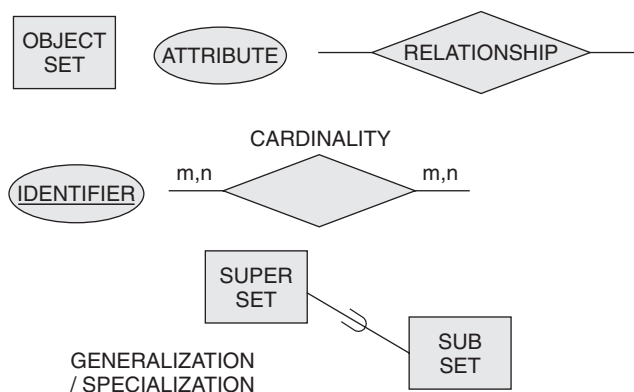 OBJECT
SET
ATTRIBUTE
RELATIONSHIP
CARDINALITY
IDENTIFIER
m,n
m,n
SUPER
SET
SUB
SET
GENERALIZATION
/ SPECIALIZATION